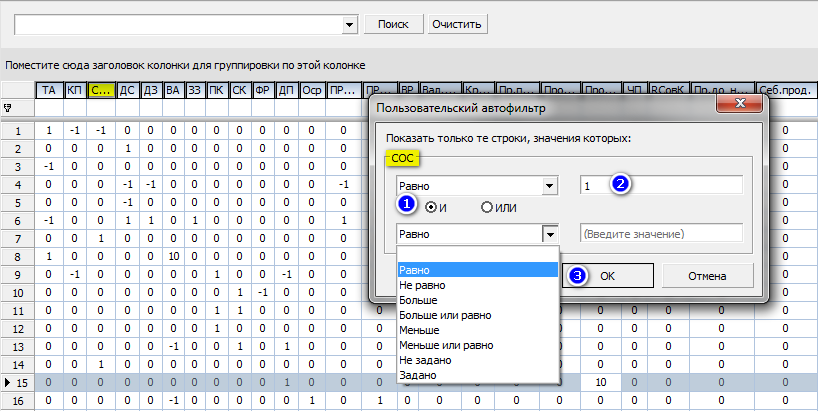 Поиск
Очистить
Поместите сюда заголовок колонки для группировки по этой колонке
ТА КП С... ДС ДЗ ВА ЗЗ ПК СК ФР ДП Оср ПР... ПР... ВР Вал... Кр... Пр.п... Про... Про... ЧП RСовК Пр.до н... Себ.прод.
1 1 -1 -1 0 0 0 0 0 0 0 0 0 0 0
2 0 0 0 1 0 0 0 0 0 0 0 0 0 0
3 -1 0 0 0 0 0 0 0 0 0 0 0 0 0
4 0 0 0 -1 -1 0 0 0 0 0 0 0 -1 0
5 0 0 0 -1 0 0 0 0 0 0 0 0 0 0
6 -1 0 0 1 1 0 1 0 0 0 0 0 1 0
7 0 0 1 0 0 0 0 0 0 0 0 0 0 0
8 1 0 0 0 0 10 0 0 0 0 0 0 0 0
9 0 -1 0 0 0 0 0 1 0 0 -1 0 0 0
10 0 0 0 0 0 0 0 0 1 -1 0 0 0 0
11 0 0 0 0 0 0 0 1 1 0 0 0 0 0 0 0 0 0 0
12 0 0 0 0 0 0 0 1 1 0 0 0 0 0 0 0 0 0 0
13 0 0 0 0 0 -1 0 0 1 0 1 0 0 0 0 0 0 0 0
14 0 0 1 0 0 0 0 0 0 0 0 0 0 0 0 0 0 0 0
15 0 0 0 0 0 0 0 0 0 0 1 0 0 0 10 0 0 0 0
16 0 0 0 0 0 -1 0 0 0 0 0 1 0 1 0 0 0 0 0 0 0 0 0 0
Пользовательский автофильтр
Показать только те строки, значения которых:
СОС
Равно
1
2
1
И
ИЛИ
Равно
(Введите значение)
3
ОК
Отмена
Равно
Не равно
Больше
Больше или равно
Меньше
Меньше или равно
Не задано
Задано